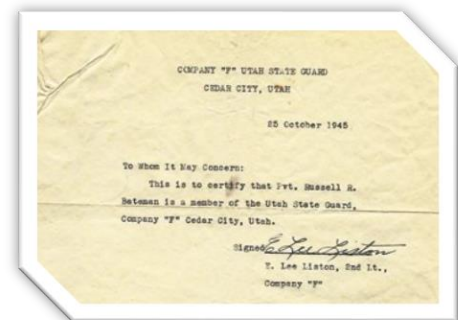 COMPANY "F" UTAH STATE GUARD
CEDAR CITY, UTAH
25 October 1945
To Whom It May Concern:
This is to certify that Pvt. Russell R.
Bateman is a member of the Utah State Guard,
Company "F" Cedar City, Utah.
Signed Lee Liston
T. Lee Liston, 2nd Lt.,
Company "F"